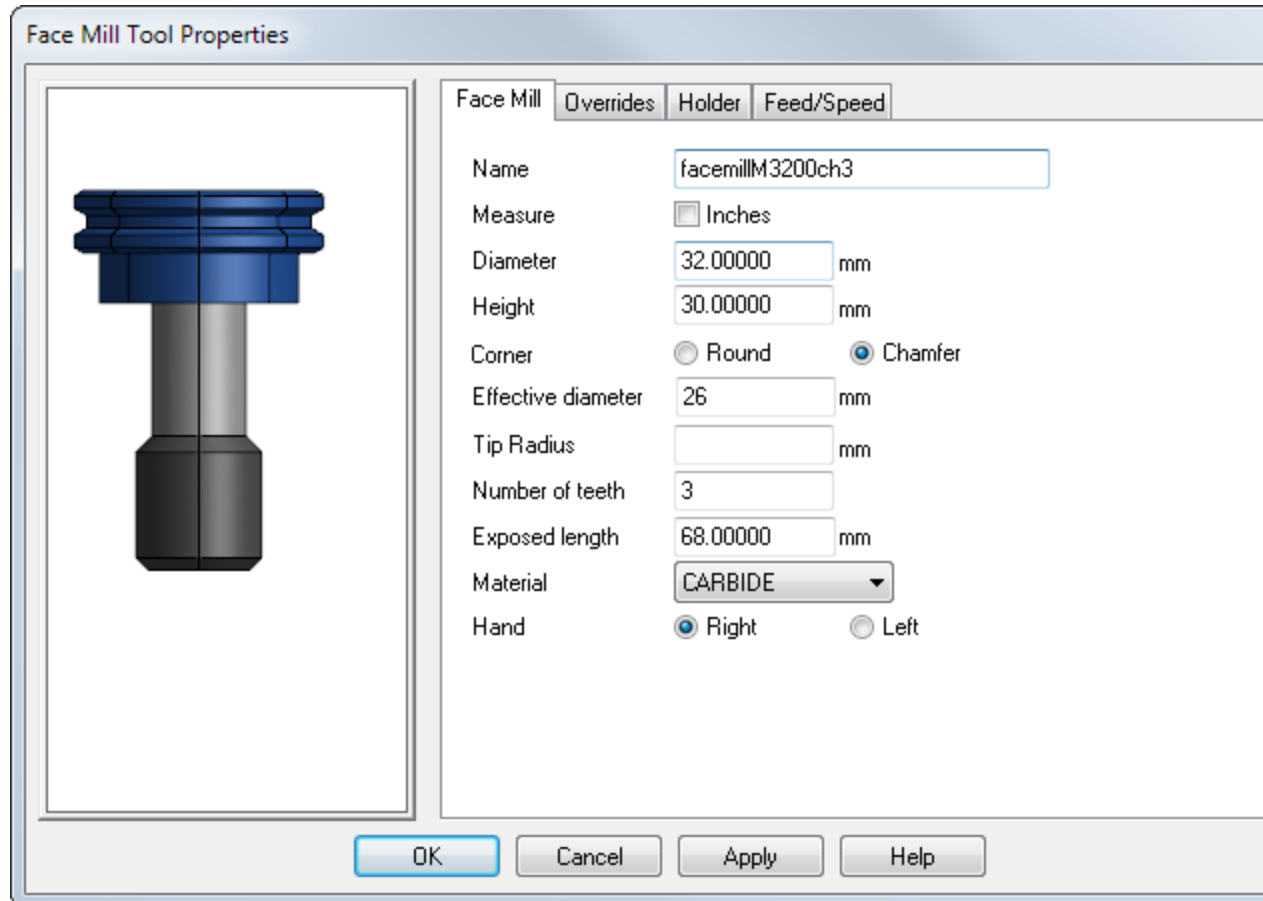 Face Mill Tool Properties
Face Mill Overrides Holder Feed/Speed
Name facemillM3200ch3
Measure Inches
Diameter 32.00000 mm
Height 30.00000 mm
Corner Round Chamfer
Effective diameter 26 mm
Tip Radius mm
Number of teeth 3
Exposed length 68.00000 mm
Material CARBIDE
Hand Right Left
OK Cancel Apply Help